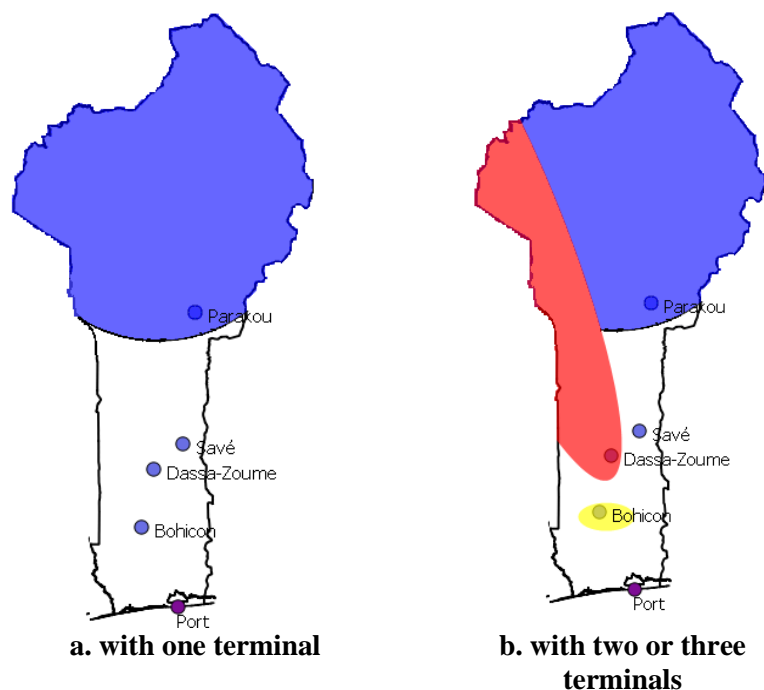 Parakou
Savé
Dassa-Zoume
Bohicon
Port
a. with one terminal
Parakou
Savé
Dassa-Zoume
Bohicon
Port
b. with two or three
terminals